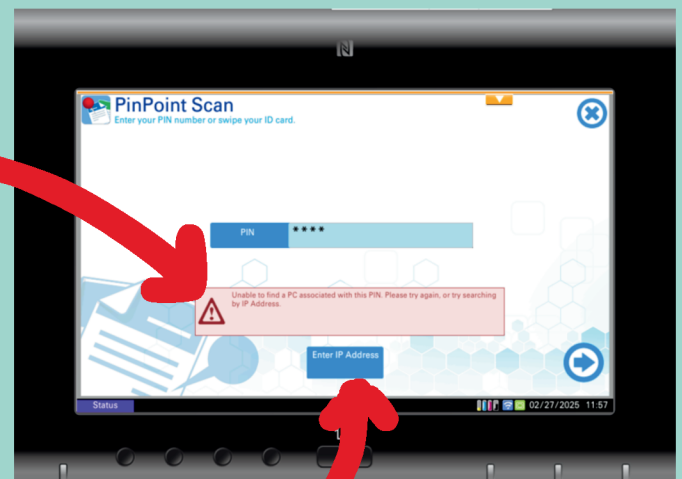 PinPoint Scan
Enter your PIN number or swipe your ID card.
PIN ****
Unable to find a PC associated with this PIN. Please try again, or try searching
by IP Address.
Enter IP Address
Status
02/27/2025 11:57